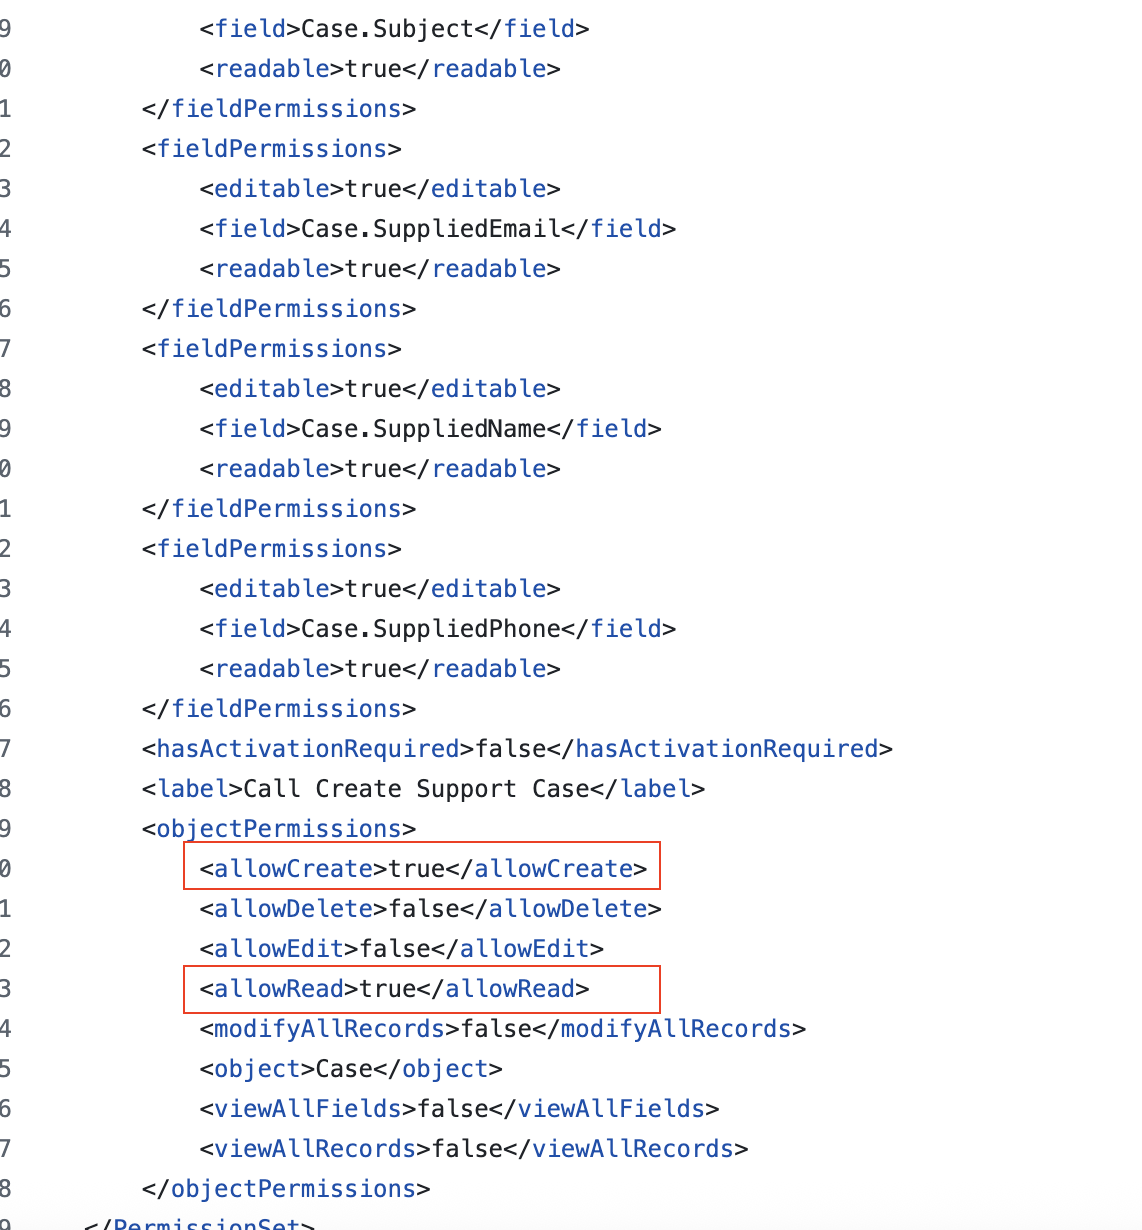 9 <field>Case.Subject</field>
0 <readable>true</readable>
1 </fieldPermissions>
2 <fieldPermissions>
3 <editable>true</editable>
4 <field>Case.SuppliedEmail</field>
5 <readable>true</readable>
6 </fieldPermissions>
7 <fieldPermissions>
8 <editable>true</editable>
9 <field>Case.SuppliedName</field>
0 <readable>true</readable>
1 </fieldPermissions>
2 <fieldPermissions>
3 <editable>true</editable>
4 <field>Case.SuppliedPhone</field>
5 <readable>true</readable>
6 </fieldPermissions>
7 <hasActivationRequired>false</hasActivationRequired>
8 <label>Call Create Support Case</label>
9 <objectPermissions>
0 <allowCreate>true</allowCreate>
1 <allowDelete>false</allowDelete>
2 <allowEdit>false</allowEdit>
3 <allowRead>true</allowRead>
4 <modifyAllRecords>false</modifyAllRecords>
5 <object>Case</object>
6 <viewAllFields>false</viewAllFields>
7 <viewAllRecords>false</viewAllRecords>
8 </objectPermissions>
9 </PermissionSet>